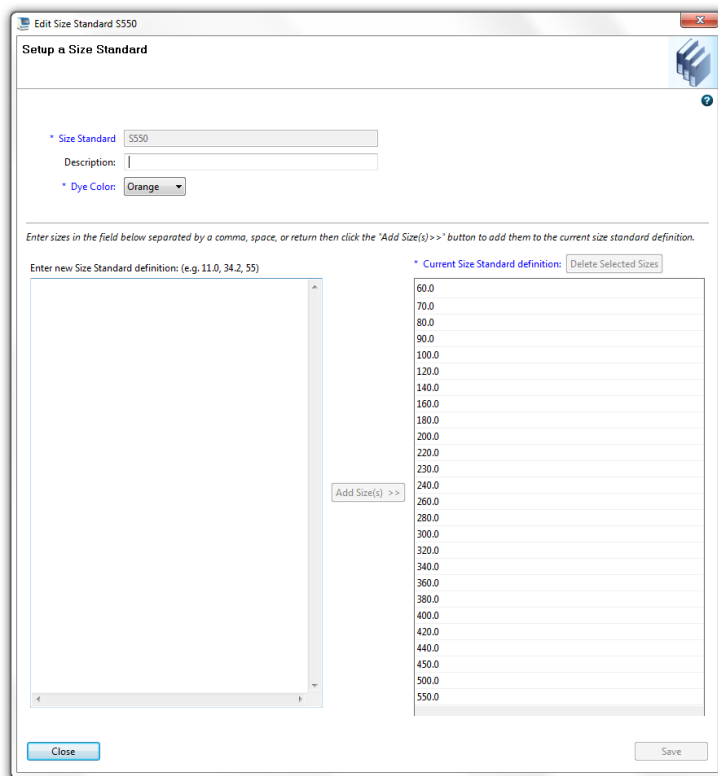 Edit Size Standard S550
x
Setup a Size Standard
?
* Size Standard S550
Description:
* Dye Color: Orange
Enter sizes in the field below separated by a comma, space, or return then click the "Add Size(s)>>" button to add them to the current size standard definition.
Enter new Size Standard definition: (e.g. 11.0, 34.2, 55)
* Current Size Standard definition: Delete Selected Sizes
60.0
70.0
80.0
90.0
100.0
120.0
140.0
160.0
180.0
200.0
220.0
230.0
240.0
Add Size(s) >>
260.0
280.0
300.0
320.0
340.0
360.0
380.0
400.0
420.0
440.0
450.0
500.0
550.0
Close
Save